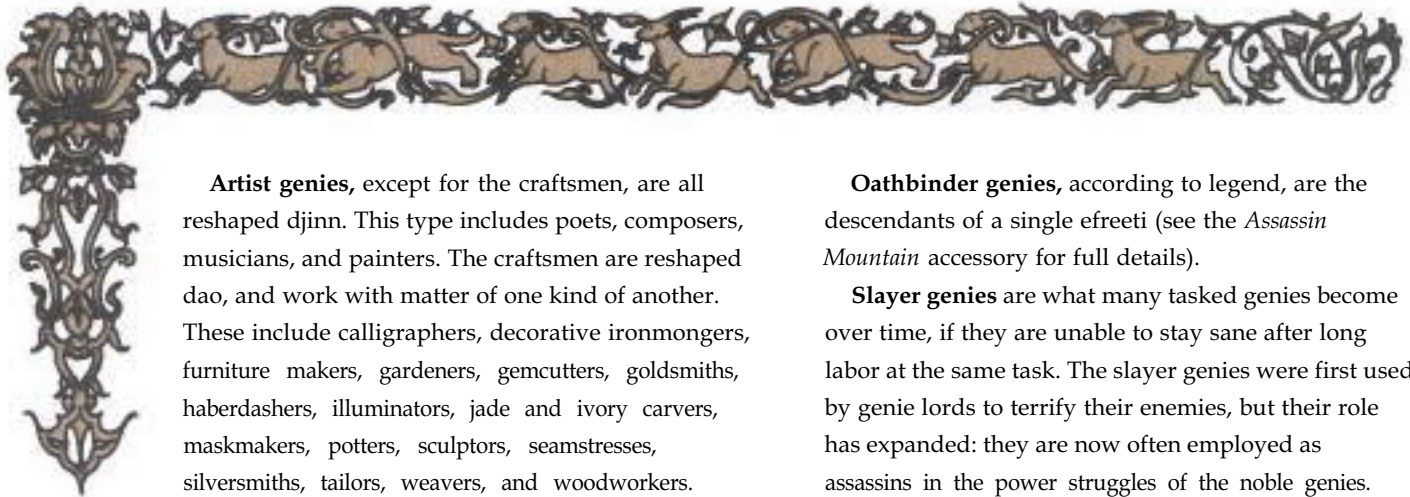 Artist genies, except for the craftsmen, are all
reshaped djinn. This type includes poets, composers,
musicians, and painters. The craftsmen are reshaped
dao, and work with matter of one kind of another.
These include calligraphers, decorative ironmongers,
furniture makers, gardeners, gemcutters, goldsmiths,
haberdashers, illuminators, jade and ivory carvers,
maskmakers, potters, sculptors, seamstresses,
silversmiths, tailors, weavers, and woodworkers.
Oathbinder genies, according to legend, are the
descendants of a single efreeti (see the Assassin
Mountain accessory for full details).
Slayer genies are what many tasked genies become
over time, if they are unable to stay sane after long
labor at the same task. The slayer genies were first used
by genie lords to terrify their enemies, but their role
has expanded: they are now often employed as
assassins in the power struggles of the noble genies.